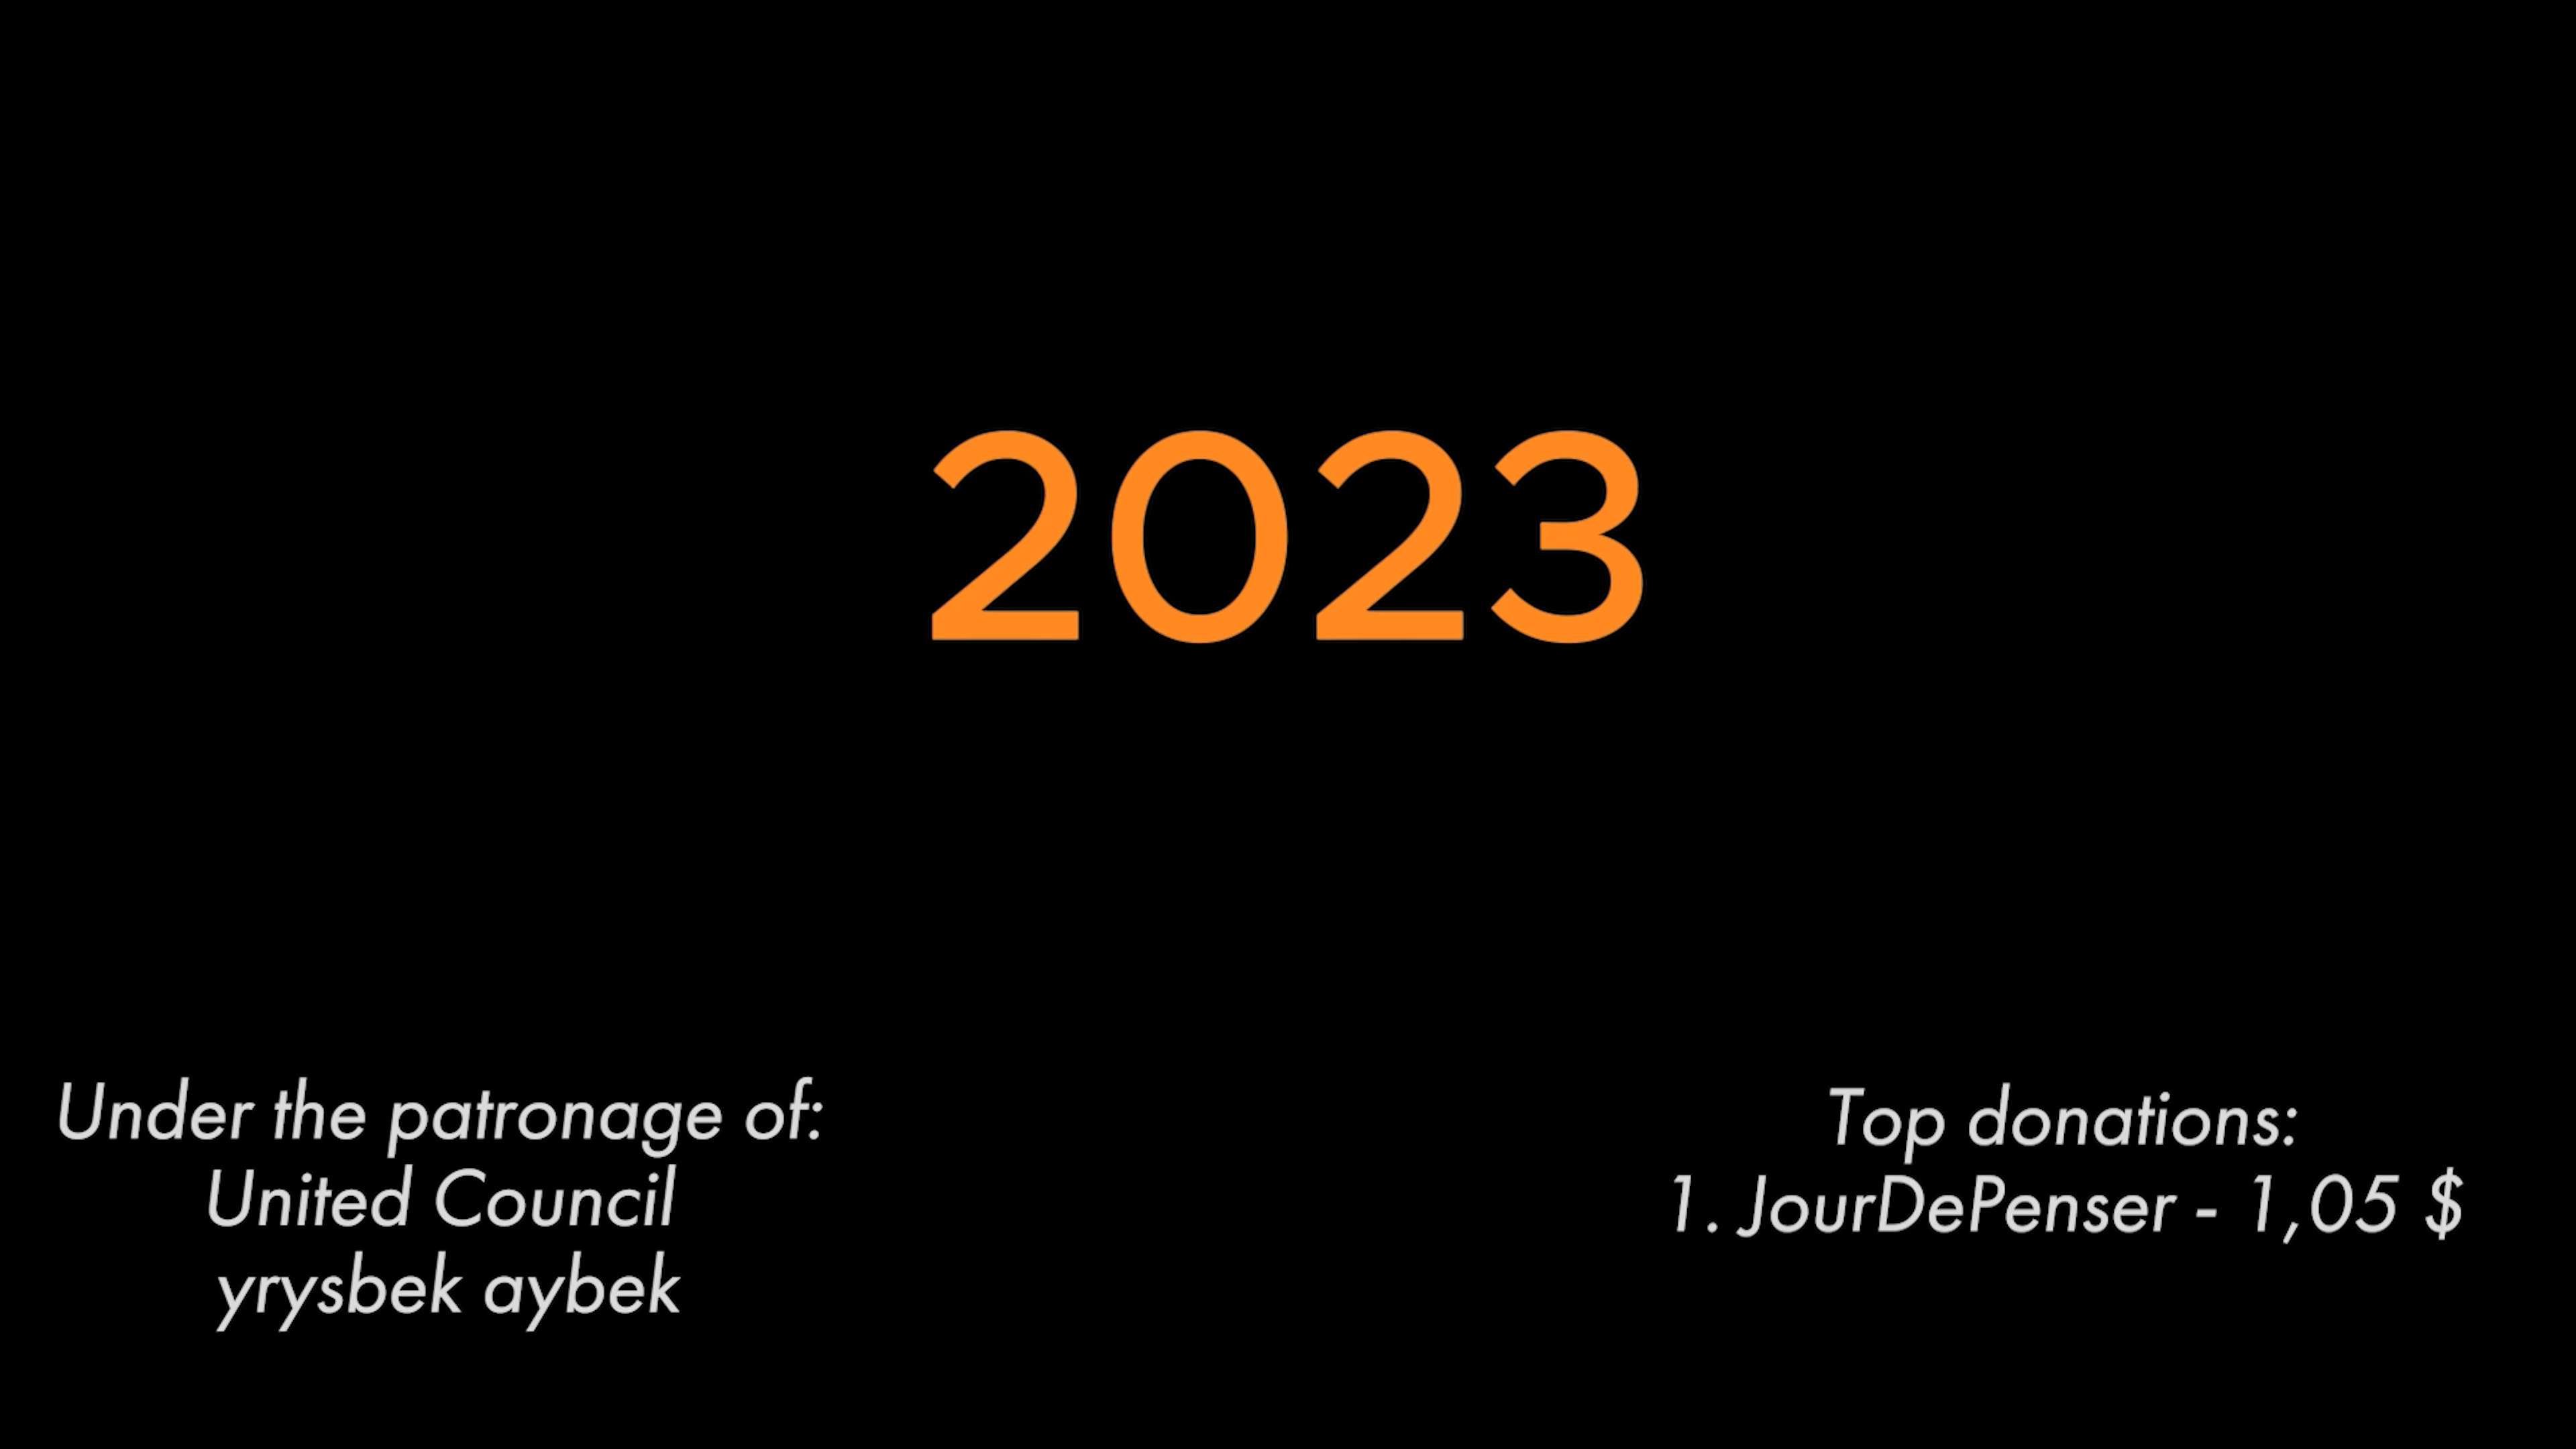 2023
Under the patronage of:
United Council
yrysbek aybek
Top donations:
1. JourDePenser - 1,05 $